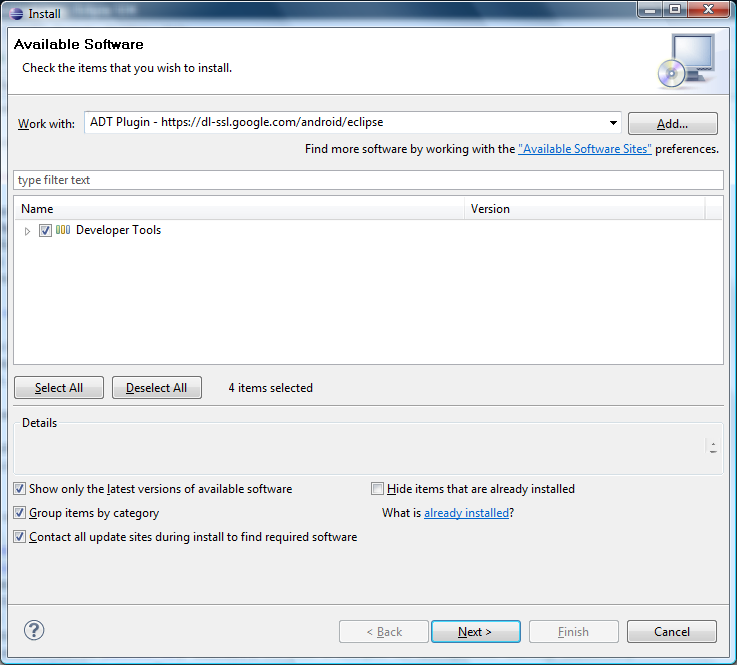 Install
Available Software
Check the items that you wish to install.
Work with: ADT Plugin - https://dl-ssl.google.com/android/eclipse Add...
Find more software by working with the "Available Software Sites" preferences.
type filter text
Name Version
Developer Tools
Select All Deselect All 4 items selected
Details
Show only the latest versions of available software Hide items that are already installed
Group items by category What is already installed?
Contact all update sites during install to find required software
? < Back Next > Finish Cancel